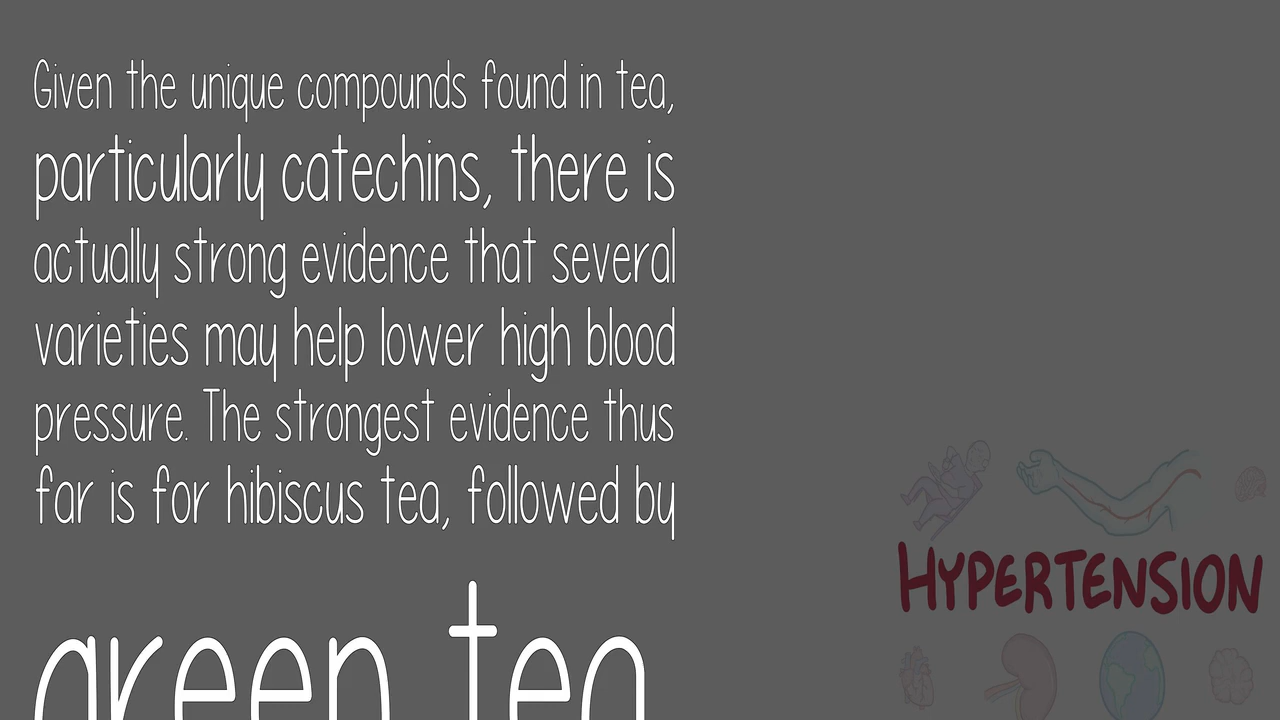 Given the unique compounds found in tea,
particularly catechins, there is
actually strong evidence that several
varieties may help lower high blood
pressure. The strongest evidence thus
far is for hibiscus tea, followed by
green tea
HYPERTENSION